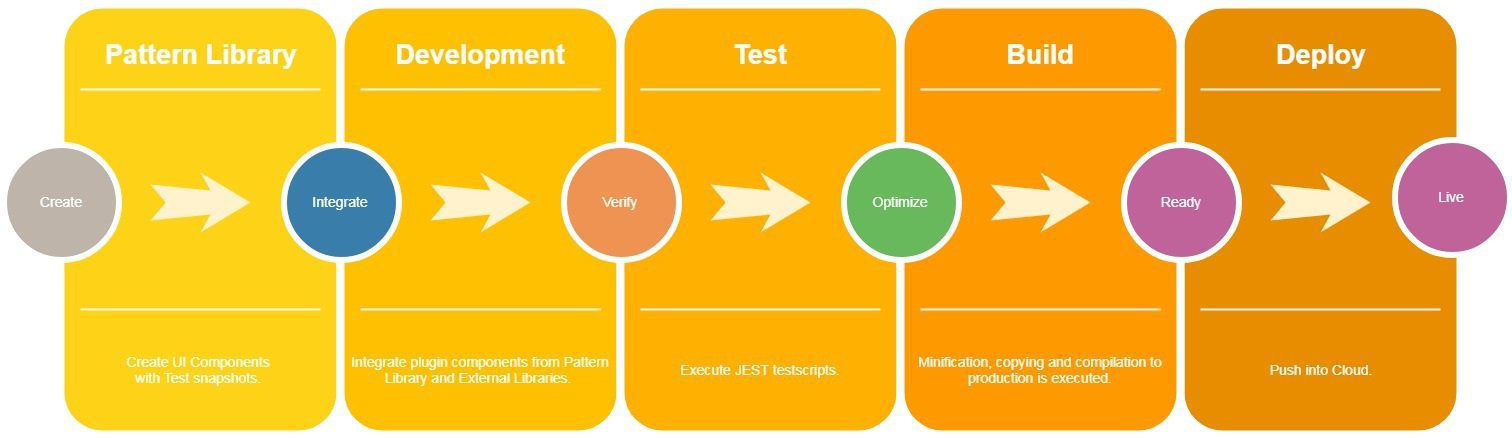 Pattern Library
Development
Test
Build
Deploy
Create
Integrate
Verify
Optimize
Ready
Live
Create UI Components
with Test snapshots.
Integrate plugin components from Pattern
Library and External Libraries.
Execute JEST testscripts.
Minification, copying and compilation to
production is executed.
Push into Cloud.